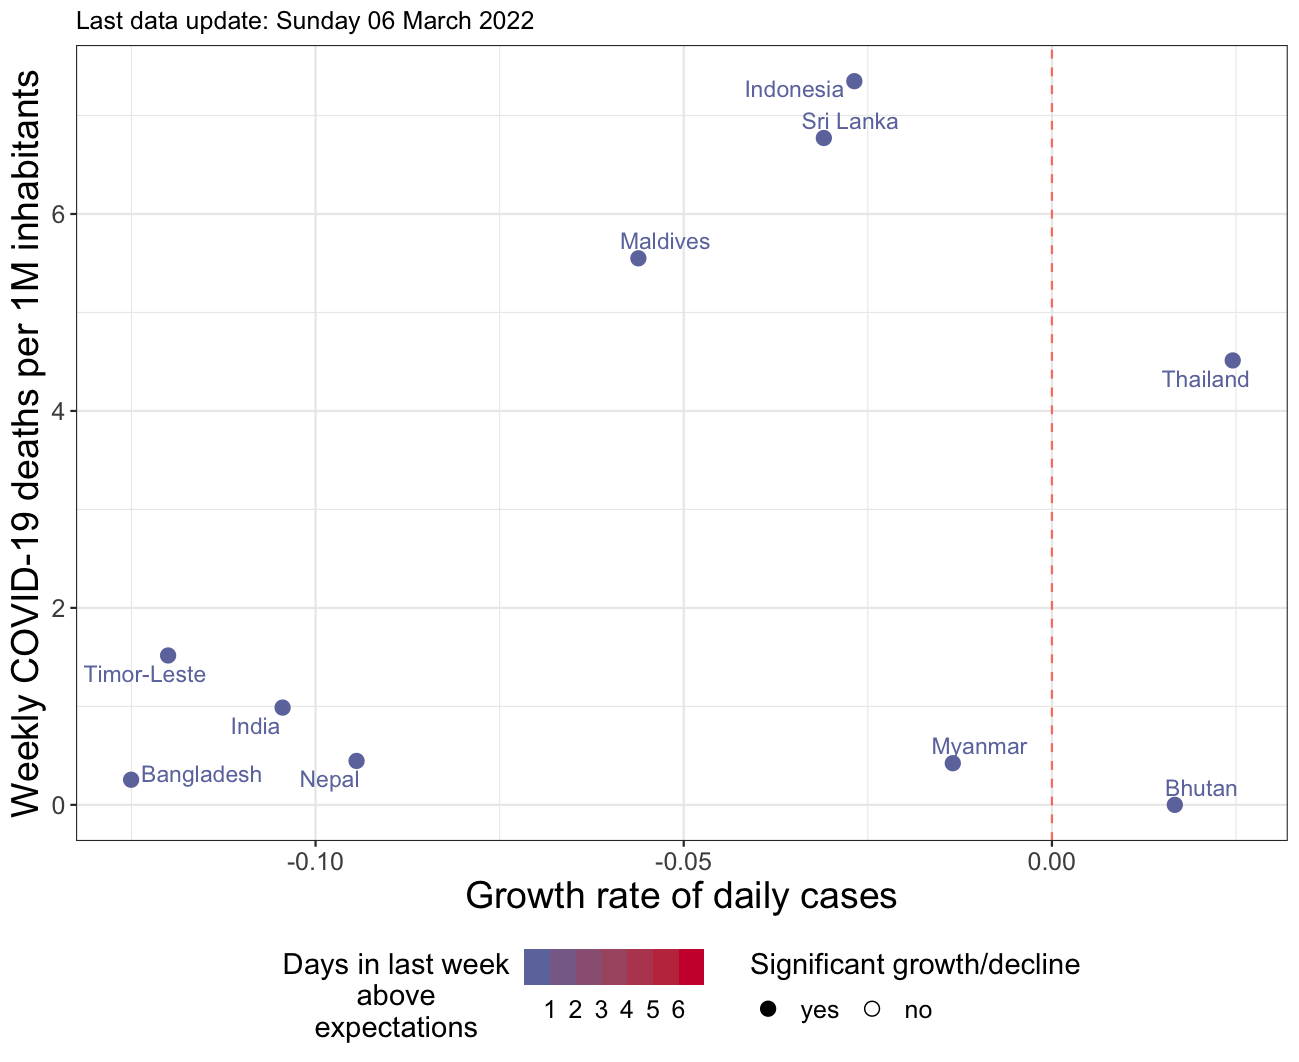 Last data update: Sunday 06 March 2022
Weekly COVID-19 deaths per 1M inhabitants
6
4
2
0
Indonesia
Sri Lanka
Maldives
Thailand
Timor-Leste
India
Myanmar
Bangladesh
Nepal
Bhutan
-0.10
-0.05
0.00
Growth rate of daily cases
Days in last week
above
expectations
1 2 3 4 5 6
Significant growth/decline
yes no